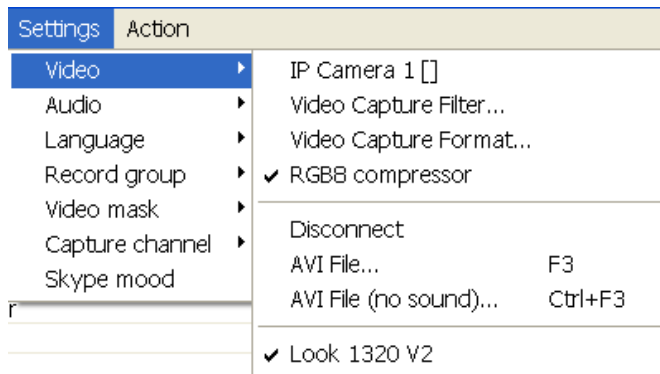 Settings Action
Video
Audio
Language
Record group
Video mask
Capture channel
Skype mood
r
IP Camera 1 []
Video Capture Filter...
Video Capture Format...
RGB8 compressor
Disconnect
AVI File... F3
AVI File (no sound)... Ctrl+F3
Look 1320 V2